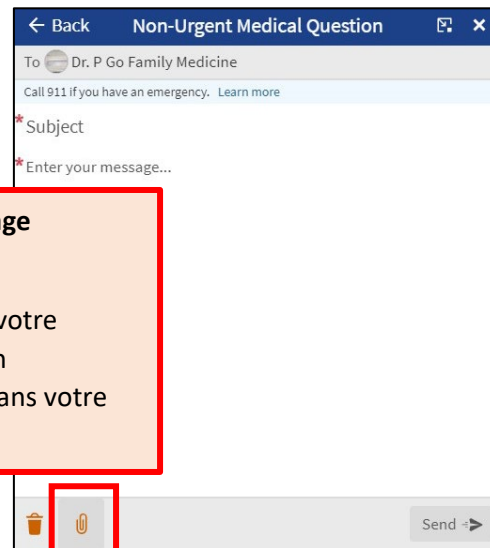 ← Back Non-Urgent Medical Question
To Dr. P Go Family Medicine
Call 911 if you have an emergency. Learn more
* Subject
* Enter your message...
votre
ans votre
Send